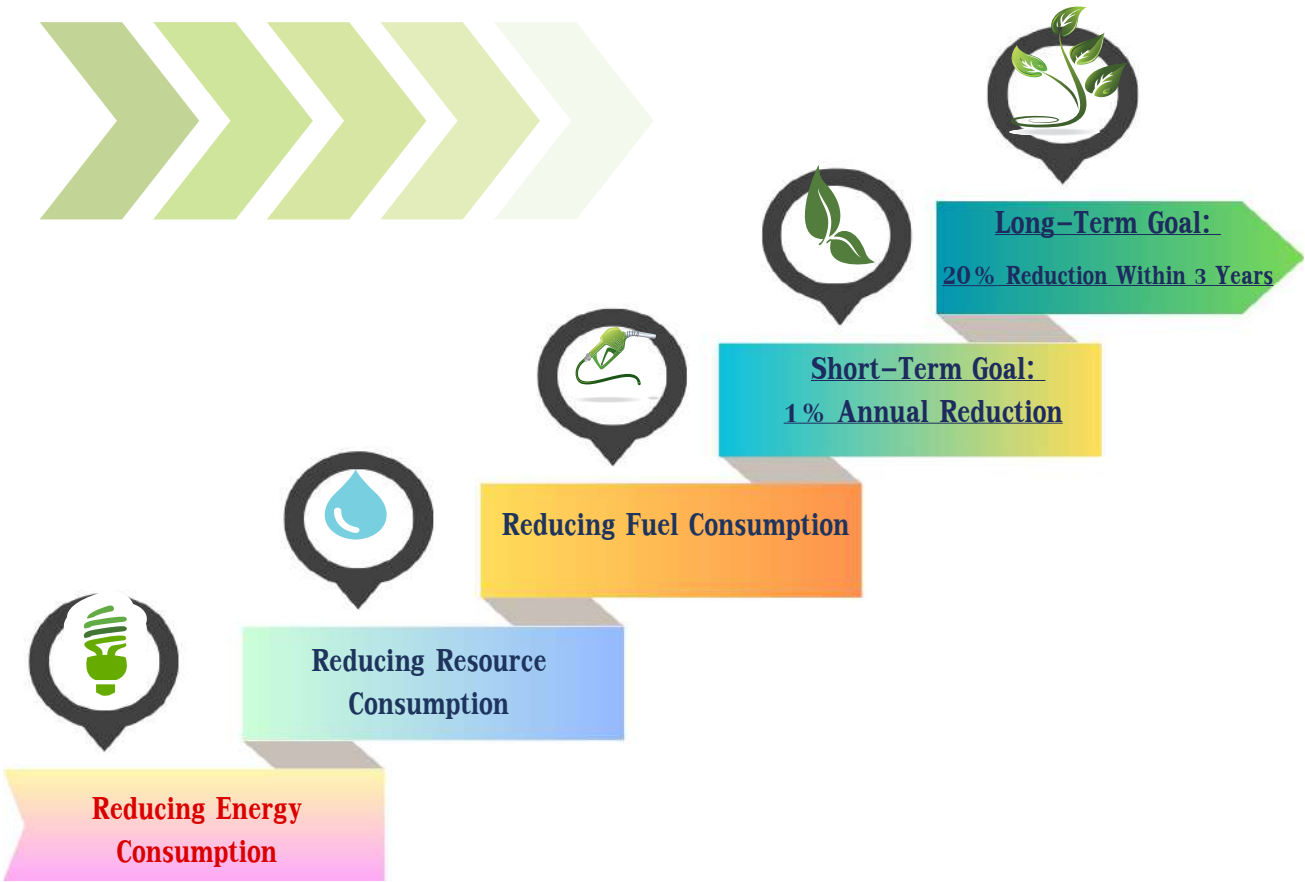 Long-Term Goal:
20% Reduction Within 3 Years
Short-Term Goal:
1% Annual Reduction
Reducing Fuel Consumption
Reducing Resource
Consumption
Reducing Energy
Consumption